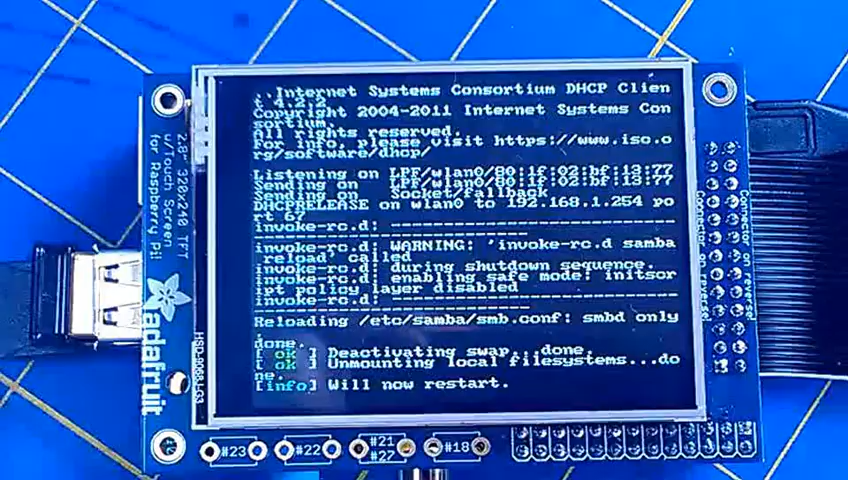 ..Internet Systems Consortium DHCP Clien
t 4.2.2
Copyright 2004-2011 Internet Systems Con
sortium.
All rights reserved.
For info, please visit https://www.isc.o
rg/software/dhcp/
Listening on LPF/wlan0/80:1f:02:bf:13:77
Sending on   LPF/wlan0/80:1f:02:bf:13:77
Sending on   Socket/fallback
DHCPRELEASE on wlan0 to 192.168.1.254 po
rt 67
invoke-rc.d: ---------------------------
--------------------------
invoke-rc.d: WARNING: 'invoke-rc.d samba
 reload' called
invoke-rc.d: during shutdown sequence.
invoke-rc.d: enabling safe mode: initscr
ipt policy layer disabled
invoke-rc.d: ---------------------------
--------------------------
Reloading /etc/samba/smb.conf: smbd only
.
done.
[ ok ] Deactivating swap...done.
[ ok ] Unmounting local filesystems...do
ne.
[info] Will now restart.
2.8" 320x240 TFT
w/Touch Screen
for Raspberry Pi!
adafruit
Connector on reverse!
Connector on reverse!
#23
#22
#21
#27
#18